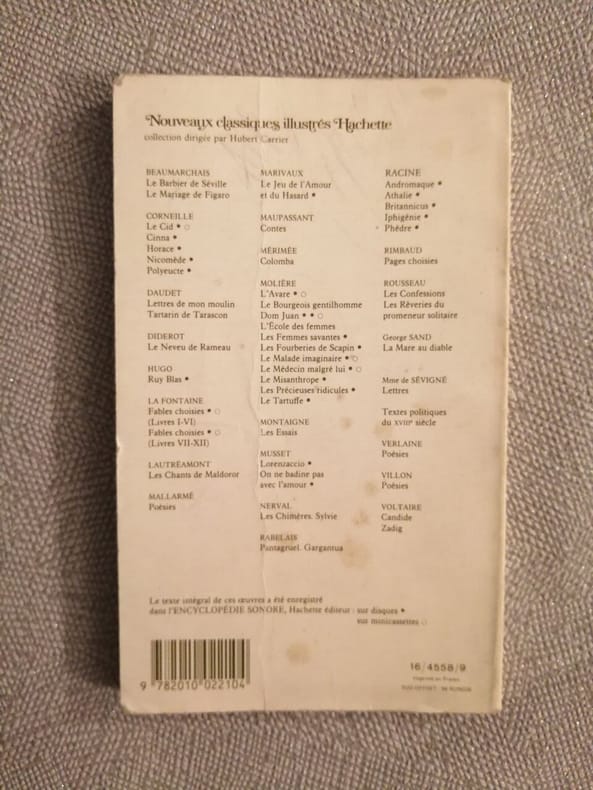 Nouveaux classiques illustrés Hachette
collection dirigée par Hubert Carrier
BEAUMARCHAIS
Le Barbier de Séville
Le Mariage de Figaro
CORNEILLE
Le Cid • ○
Cinna •
Horace •
Nicomède •
Polyeucte •
DAUDET
Lettres de mon moulin
Tartarin de Tarascon
DIDEROT
Le Neveu de Rameau
HUGO
Ruy Blas •
LA FONTAINE
Fables choisies • ○
(Livres I-VI)
Fables choisies • ○
(Livres VII-XII)
LAUTRÉAMONT
Les Chants de Maldoror
MALLARMÉ
Poésies
MARIVAUX
Le Jeu de l'Amour
et du Hasard •
MAUPASSANT
Contes
MÉRIMÉE
Colomba
MOLIÈRE
L'Avare • ○
Le Bourgeois gentilhomme
Dom Juan • • ○
L'École des femmes
Les Femmes savantes •
Les Fourberies de Scapin •
Le Malade imaginaire • ○
Le Médecin malgré lui • ○
Le Misanthrope •
Les Précieuses ridicules •
Le Tartuffe •
MONTAIGNE
Les Essais
MUSSET
Lorenzaccio •
On ne badine pas
avec l'amour •
NERVAL
Les Chimères. Sylvie
RABELAIS
Pantagruel. Gargantua
RACINE
Andromaque •
Athalie •
Britannicus •
Iphigénie •
Phèdre •
RIMBAUD
Pages choisies
ROUSSEAU
Les Confessions
Les Rêveries du
promeneur solitaire
George SAND
La Mare au diable
Mme de SÉVIGNÉ
Lettres
Textes politiques
du XVIIIe siècle
VERLAINE
Poésies
VILLON
Poésies
VOLTAIRE
Candide
Zadig
Le texte intégral de ces œuvres a été enregistré
dans l'ENCYCLOPÉDIE SONORE, Hachette éditeur : sur disques •
sur minicassettes ○
9 782010 022104
16/4558/9
Imprimé en France